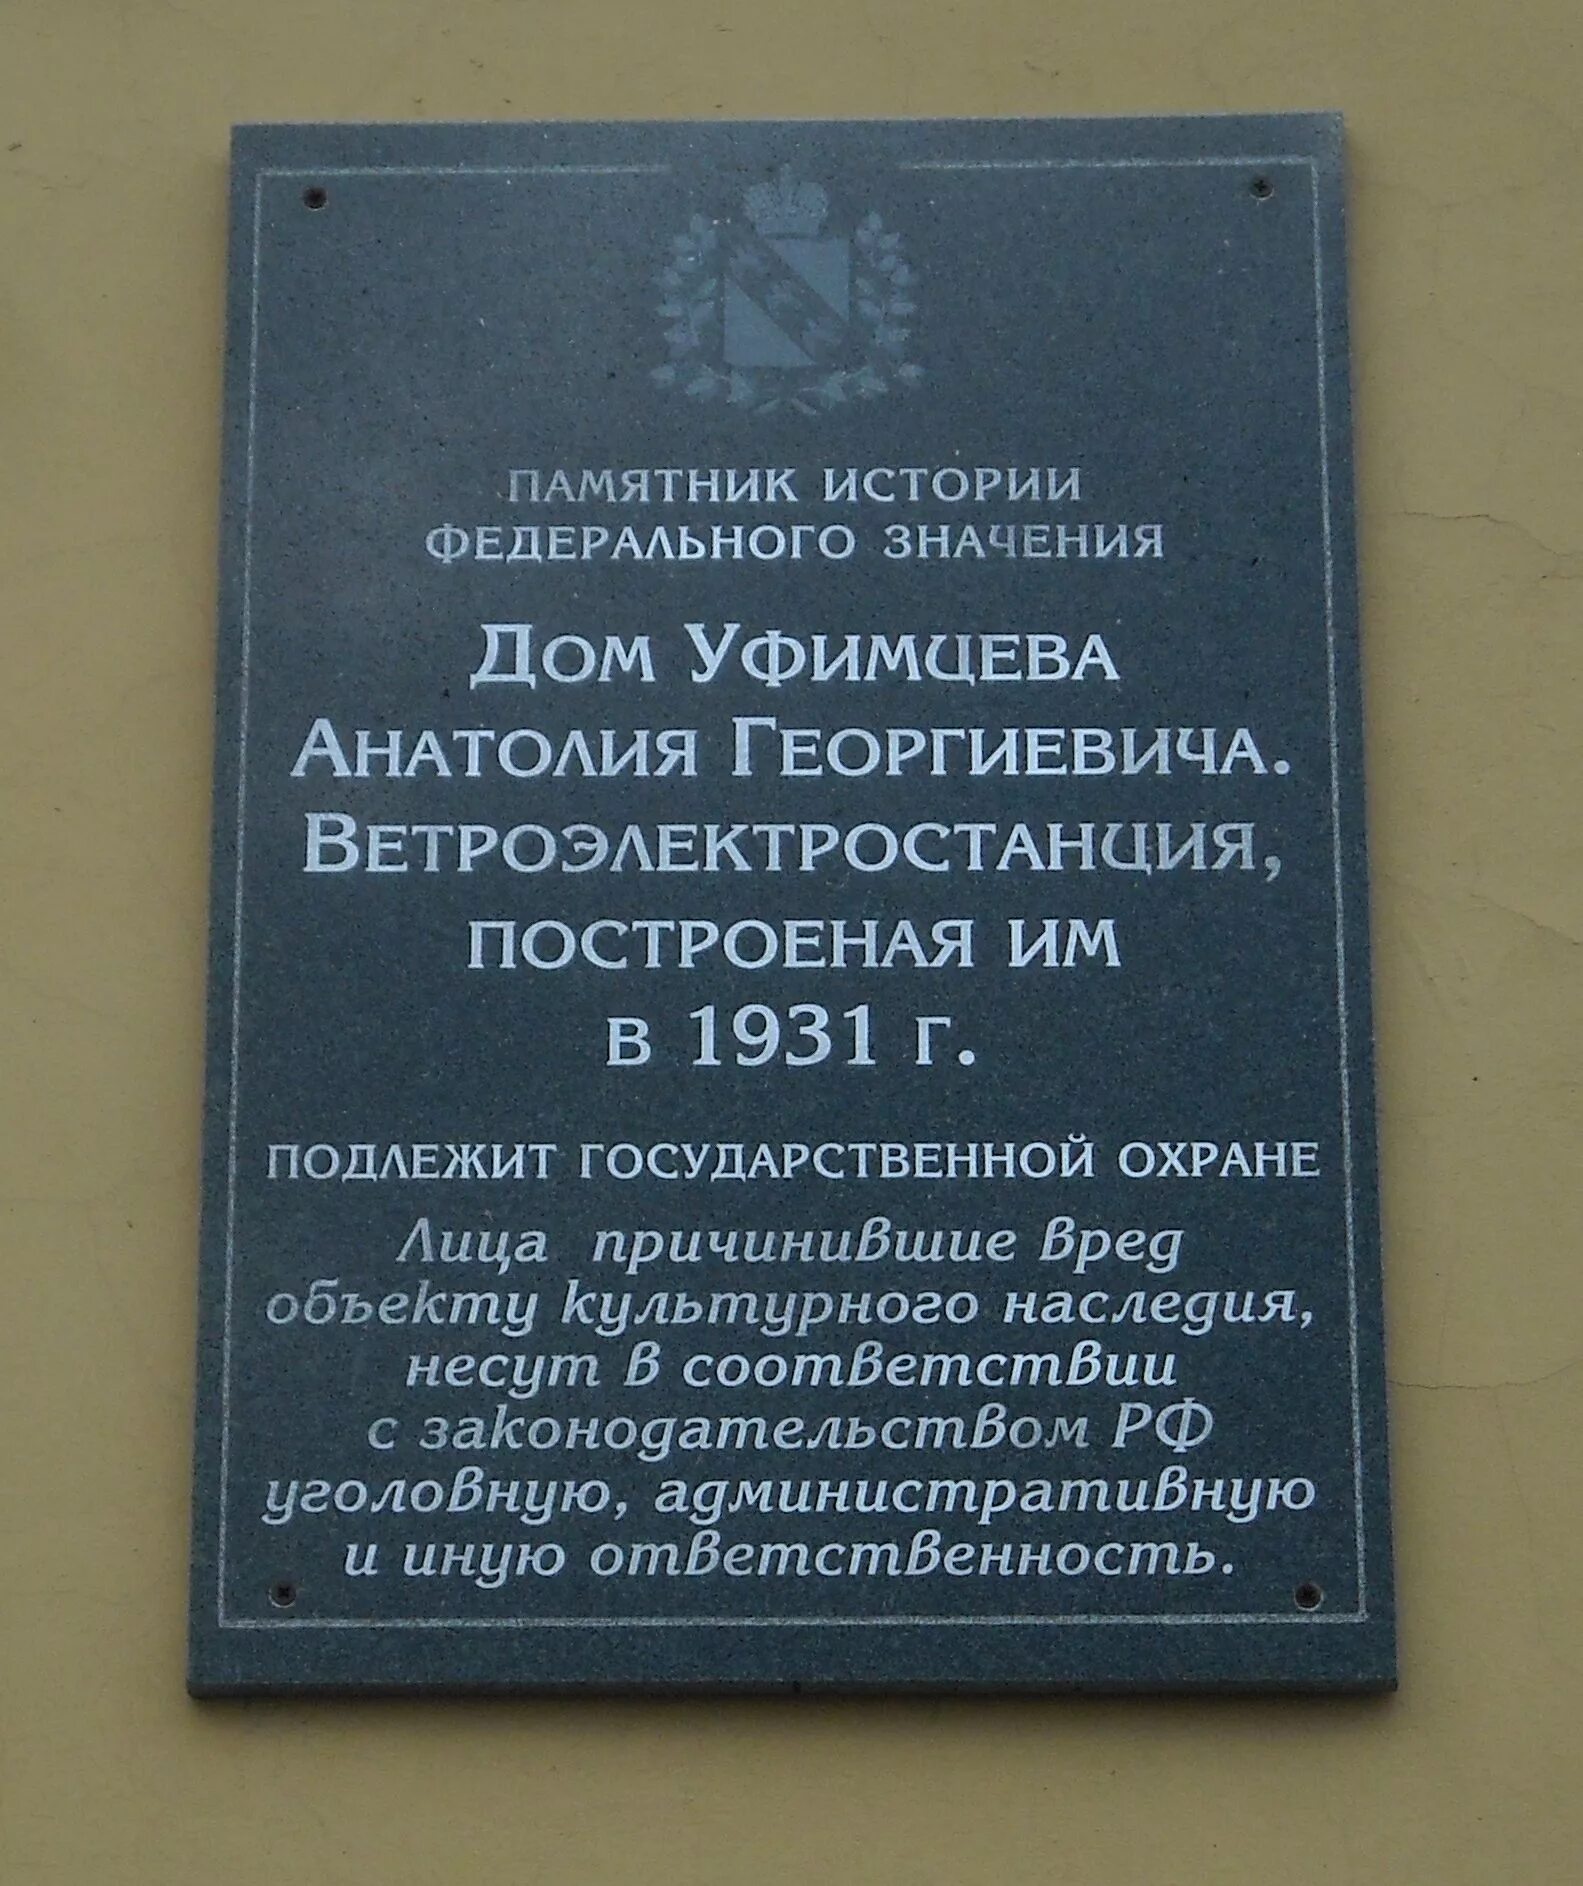 ПАМЯТНИК ИСТОРИИ
ФЕДЕРАЛЬНОГО ЗНАЧЕНИЯ
Дом Уфимцева
Анатолия Георгиевича.
Ветроэлектростанция,
построеная им
в 1931 г.
ПОДЛЕЖИТ ГОСУДАРСТВЕННОЙ ОХРАНЕ
Лица причинившие вред
объекту культурного наследия,
несут в соответствии
с законодательством РФ
уголовную, административную
и иную ответственность.